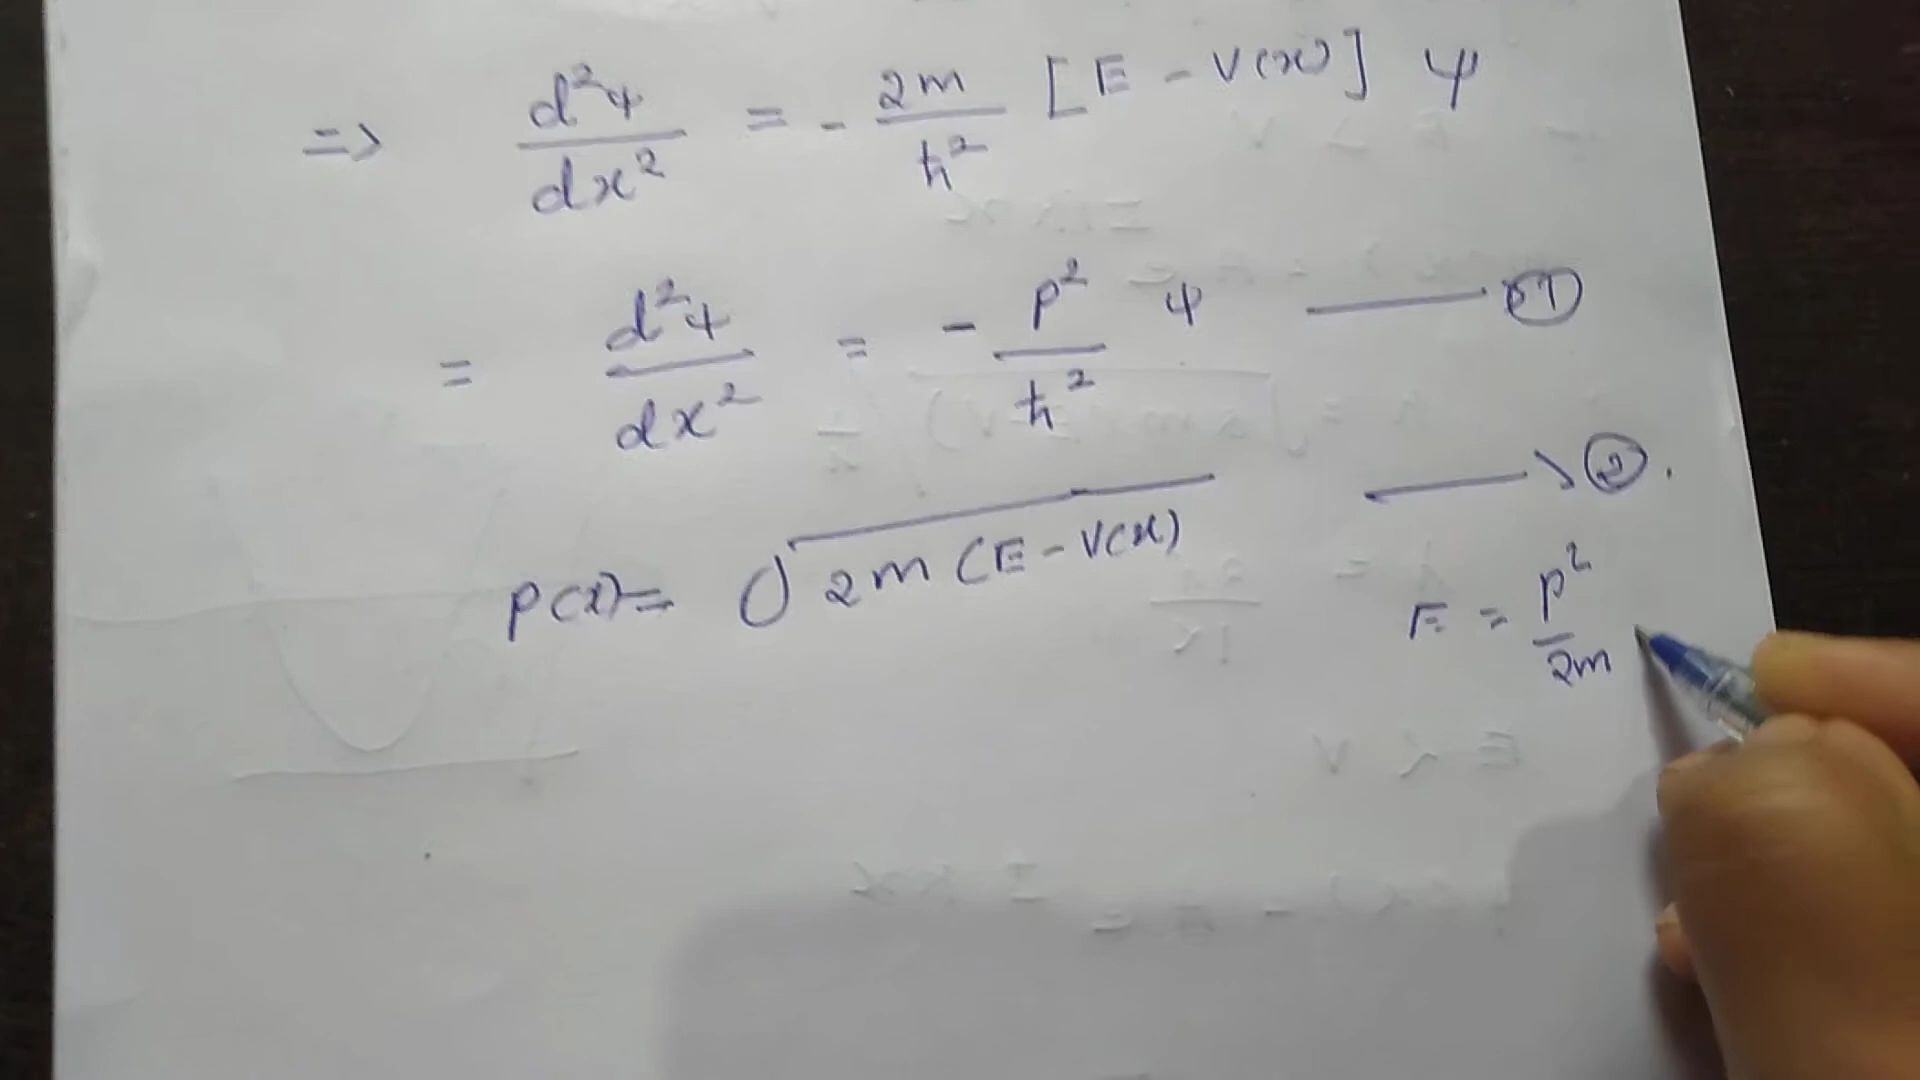 => d²ψ/dx² = - 2m/ħ² [E - V(x)] ψ
= d²ψ/dx² = - p²/ħ² ψ —— ①
p(x) = √2m(E - V(x) ——> ②.
E = p²/2m